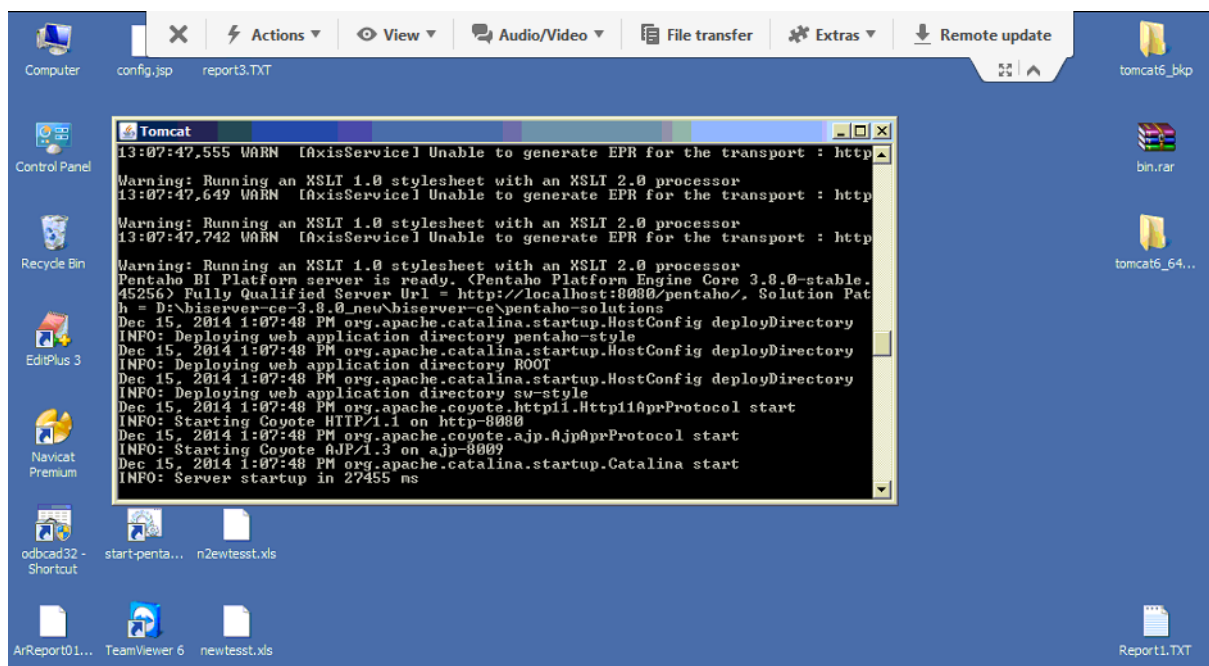 Actions
View
Audio/Video
File transfer
Extras
Remote update
Computer
config.jsp
report3.TXT
tomcat6_bkp
Control Panel
bin.rar
Recycle Bin
tomcat6_64...
EditPlus 3
Navicat
Premium
Tomcat
13:07:47,555 WARN  [AxisService] Unable to generate EPR for the transport : http
Warning: Running an XSLT 1.0 stylesheet with an XSLT 2.0 processor
13:07:47,649 WARN  [AxisService] Unable to generate EPR for the transport : http
Warning: Running an XSLT 1.0 stylesheet with an XSLT 2.0 processor
13:07:47,742 WARN  [AxisService] Unable to generate EPR for the transport : http
Warning: Running an XSLT 1.0 stylesheet with an XSLT 2.0 processor
Pentaho BI Platform server is ready. (Pentaho Platform Engine Core 3.8.0-stable.
45256) Fully Qualified Server Url = http://localhost:8080/pentaho/, Solution Pat
h = D:\biserver-ce-3.8.0_new\biserver-ce\pentaho-solutions
Dec 15, 2014 1:07:48 PM org.apache.catalina.startup.HostConfig deployDirectory
INFO: Deploying web application directory pentaho-style
Dec 15, 2014 1:07:48 PM org.apache.catalina.startup.HostConfig deployDirectory
INFO: Deploying web application directory ROOT
Dec 15, 2014 1:07:48 PM org.apache.catalina.startup.HostConfig deployDirectory
INFO: Deploying web application directory sw-style
Dec 15, 2014 1:07:48 PM org.apache.coyote.http11.Http11AprProtocol start
INFO: Starting Coyote HTTP/1.1 on http-8080
Dec 15, 2014 1:07:48 PM org.apache.coyote.ajp.AjpAprProtocol start
INFO: Starting Coyote AJP/1.3 on ajp-8009
Dec 15, 2014 1:07:48 PM org.apache.catalina.startup.Catalina start
INFO: Server startup in 27455 ms
odbcad32 -
Shortcut
start-penta...
n2ewtesst.xls
ArReport01...
TeamViewer 6
newtesst.xls
Report1.TXT